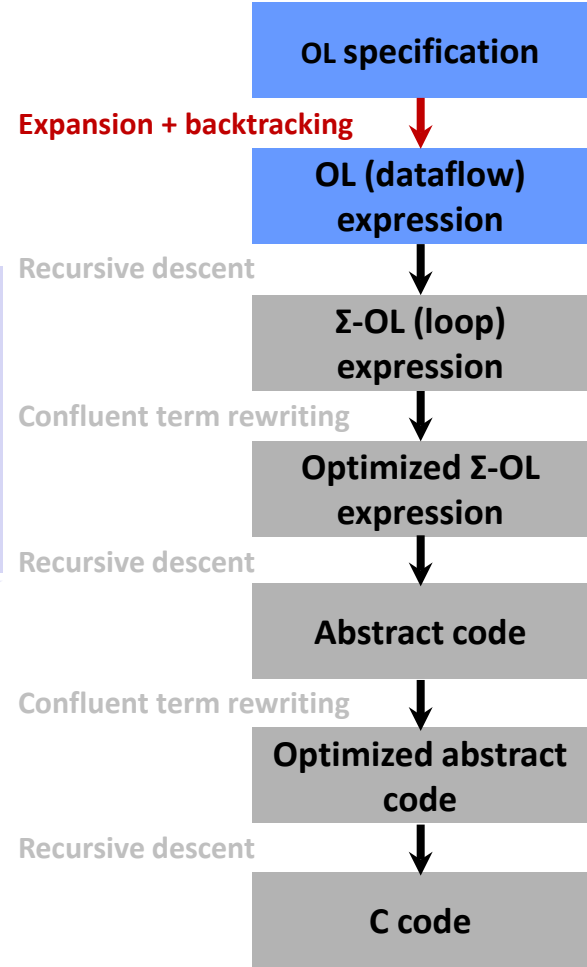 OL specification
Expansion + backtracking
OL (dataflow)
expression
Recursive descent
Σ-OL (loop)
expression
Confluent term rewriting
Optimized Σ-OL
expression
Recursive descent
Abstract code
Confluent term rewriting
Optimized abstract
code
Recursive descent
C code